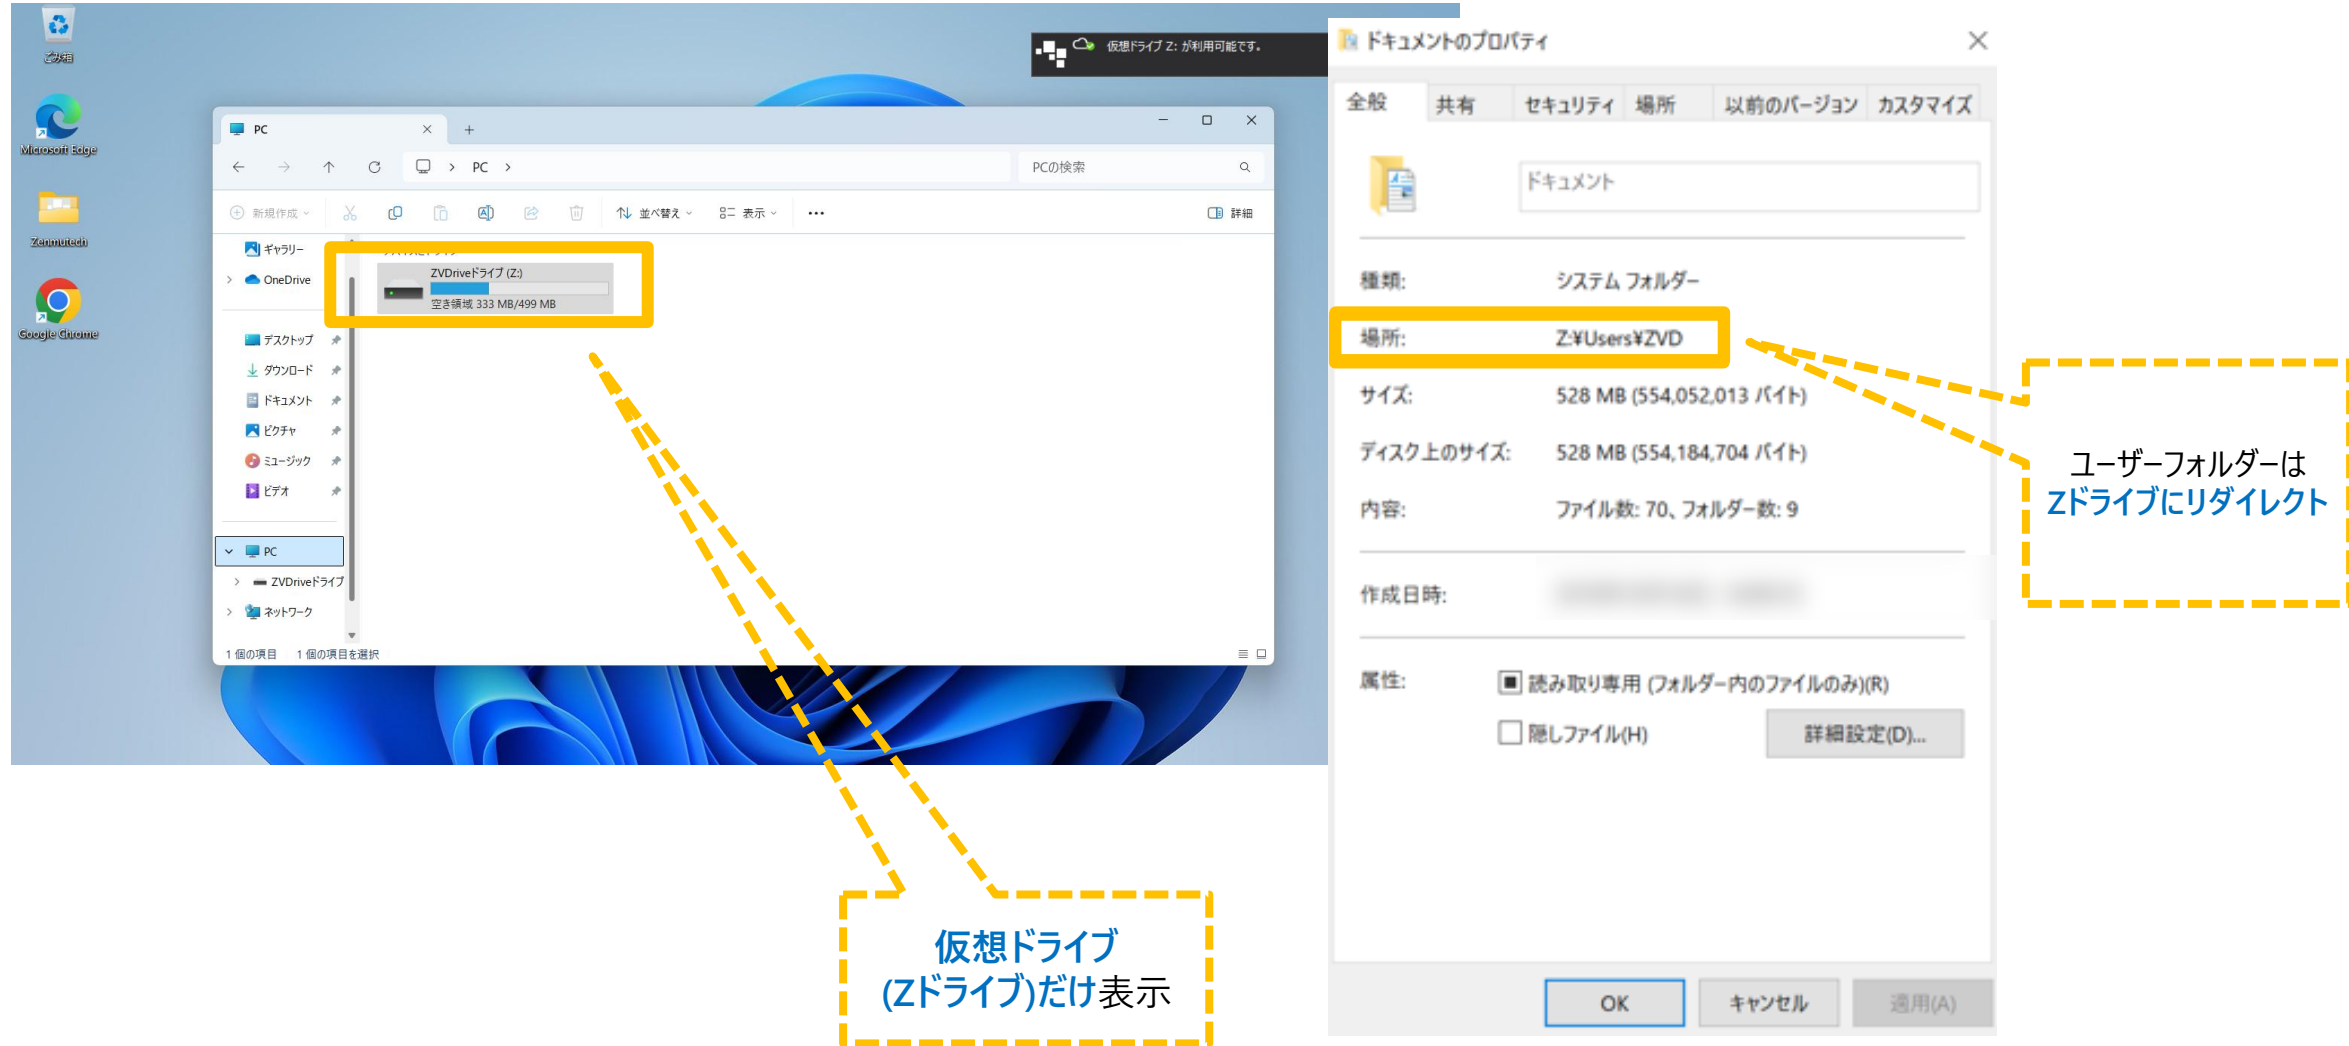 ごみ箱
Microsoft Edge
Zenmutech
Google Chrome
仮想ドライブ Z: が利用可能です。
PC
PC
PCの検索
新規作成
並べ替え
表示
詳細
ギャラリー
OneDrive
デスクトップ
ダウンロード
ドキュメント
ピクチャ
ミュージック
ビデオ
PC
ZVDriveドライブ
ネットワーク
ZVDriveドライブ (Z:)
空き領域 333 MB/499 MB
1 個の項目 1 個の項目を選択
仮想ドライブ
(Zドライブ)だけ表示
ドキュメントのプロパティ
全般 共有 セキュリティ 場所 以前のバージョン カスタマイズ
ドキュメント
種類: システム フォルダー
場所: Z:¥Users¥ZVD
サイズ: 528 MB (554,052,013 バイト)
ディスク上のサイズ: 528 MB (554,184,704 バイト)
内容: ファイル数: 70、フォルダー数: 9
作成日時:
属性: 読み取り専用 (フォルダー内のファイルのみ)(R)
隠しファイル(H) 詳細設定(D)...
OK キャンセル 適用(A)
ユーザーフォルダーは
Zドライブにリダイレクト